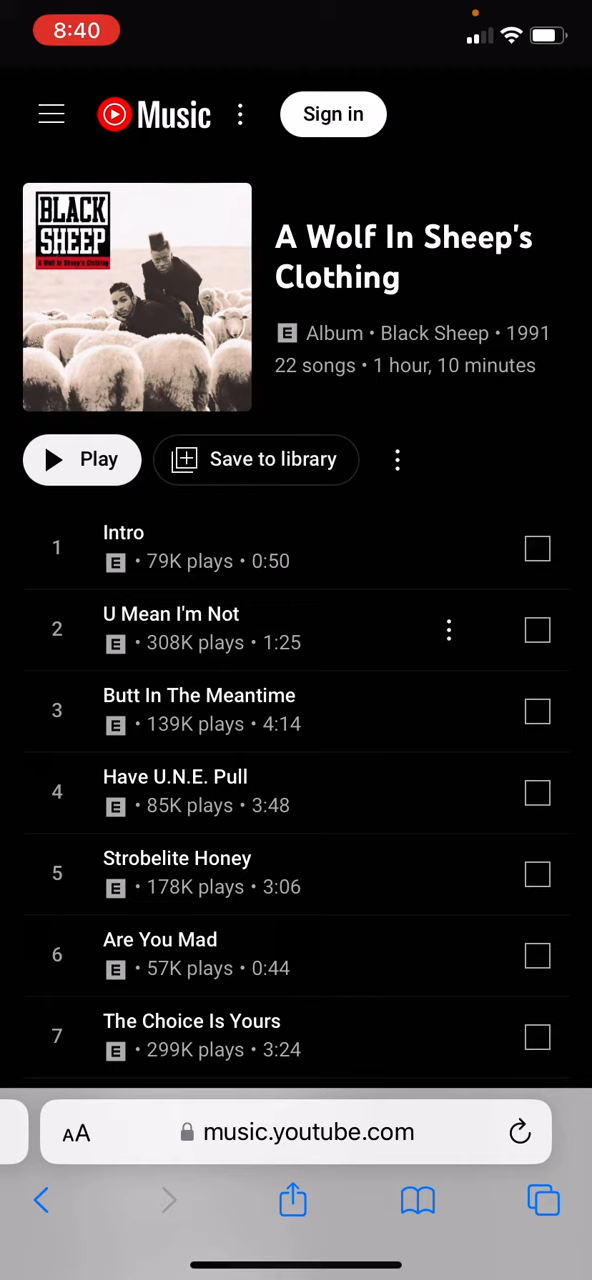 8:40
Music
Sign in
BLACK
SHEEP
A Wolf In Sheep's Clothing
A Wolf In Sheep's
Clothing
E Album • Black Sheep • 1991
22 songs • 1 hour, 10 minutes
Play
Save to library
1
Intro
E • 79K plays • 0:50
2
U Mean I'm Not
E • 308K plays • 1:25
3
Butt In The Meantime
E • 139K plays • 4:14
4
Have U.N.E. Pull
E • 85K plays • 3:48
5
Strobelite Honey
E • 178K plays • 3:06
6
Are You Mad
E • 57K plays • 0:44
7
The Choice Is Yours
E • 299K plays • 3:24
AA
music.youtube.com